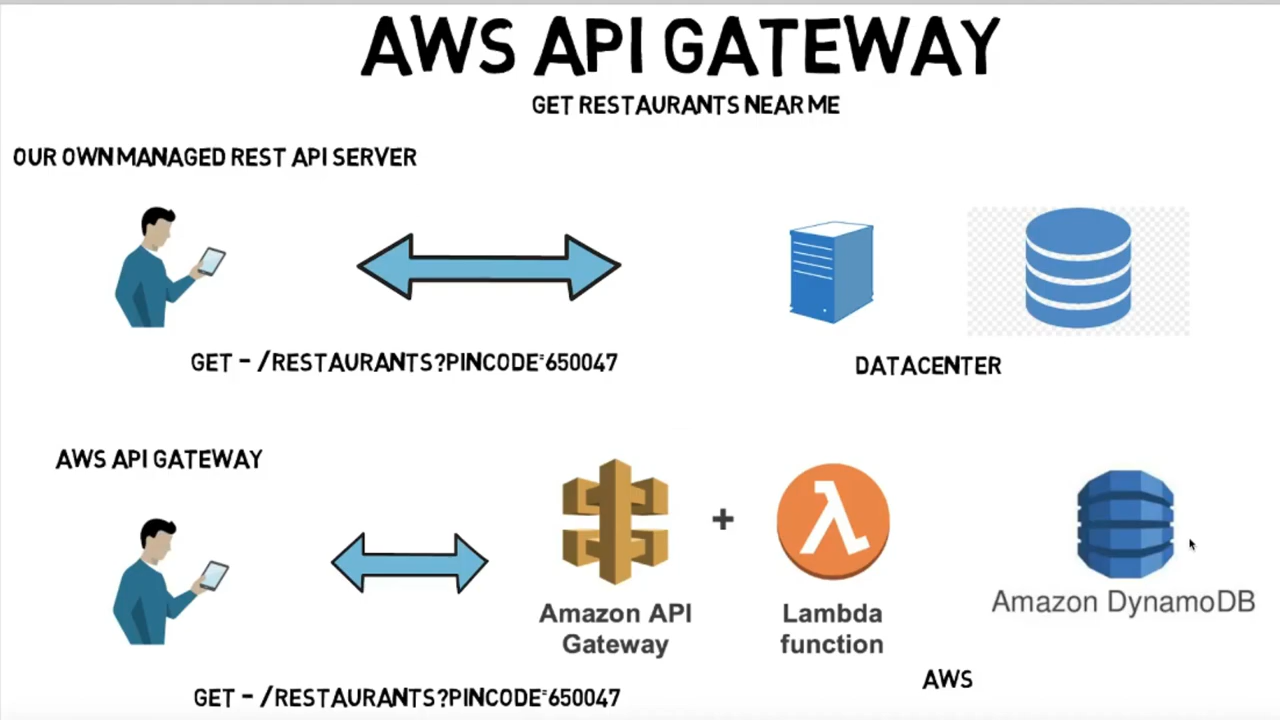 AWS API GATEWAY
GET RESTAURANTS NEAR ME
OUR OWN MANAGED REST API SERVER
GET - /RESTAURANTS?PINCODE=650047
DATACENTER
AWS API GATEWAY
+
λ
Amazon API
Gateway
Lambda
function
Amazon DynamoDB
AWS
GET - /RESTAURANTS?PINCODE=650047